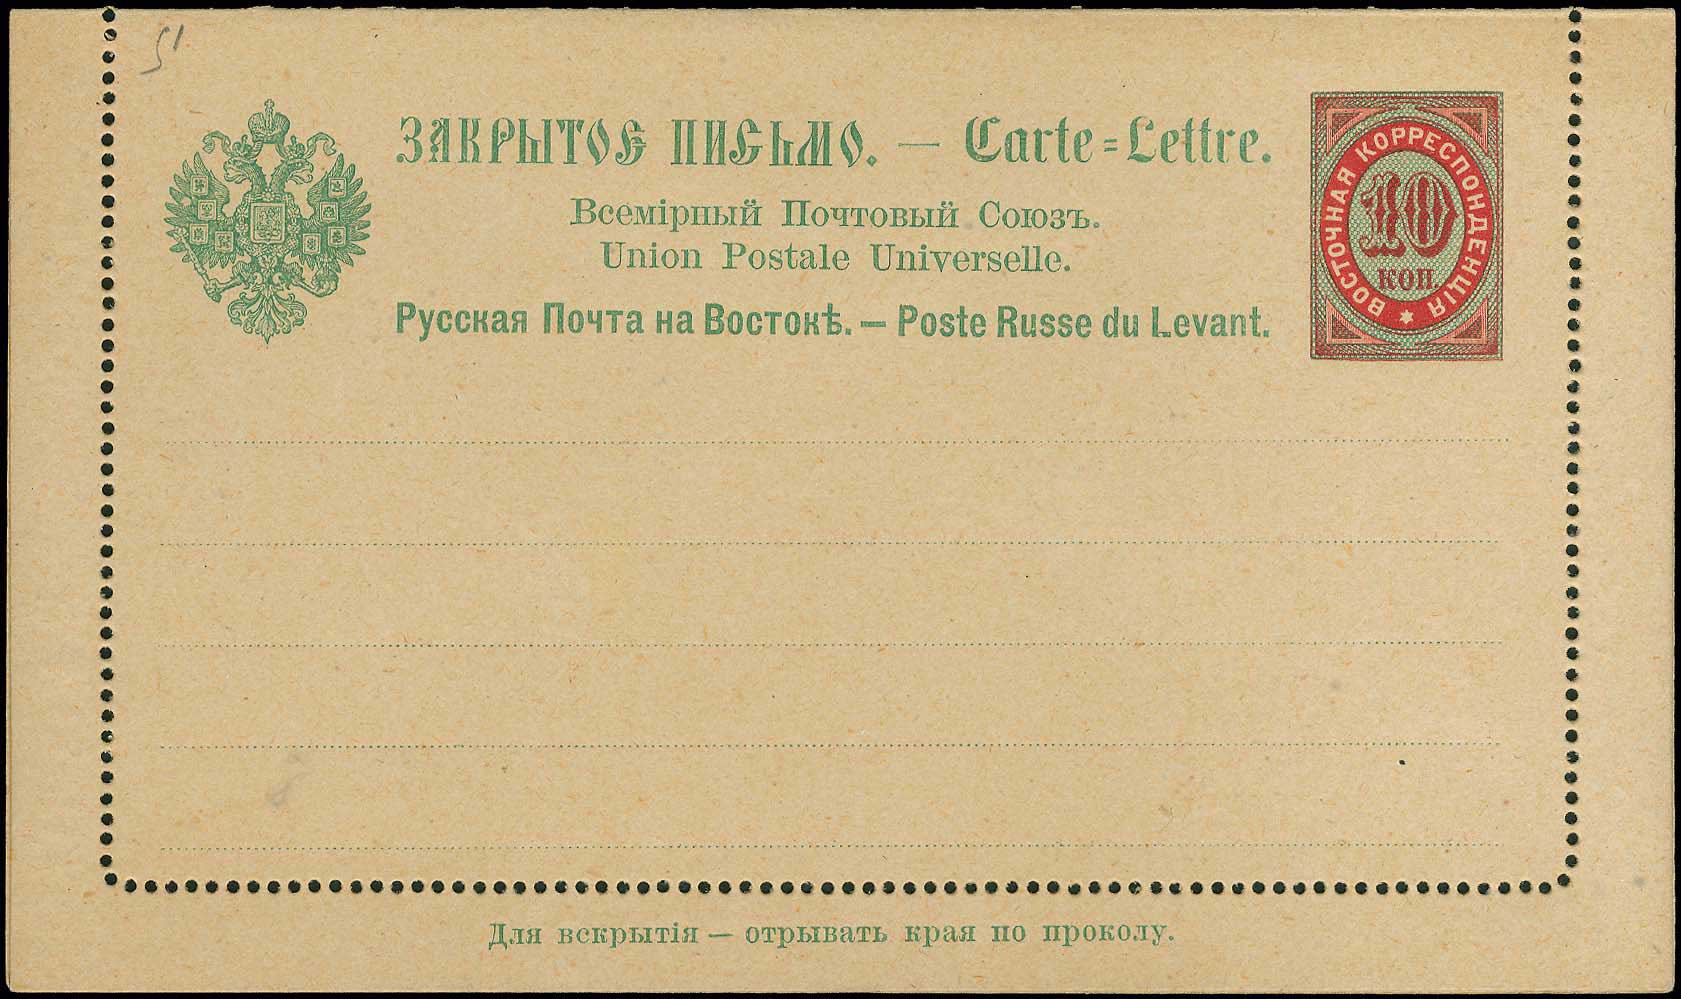 51
ЗАКРЫТОЕ ПИСЬМО. — Carte=Lettre.
Всемірный Почтовый Союзъ.
Union Postale Universelle.
Русская Почта на Востокѣ. — Poste Russe du Levant.
ВОСТОЧНАЯ КОРРЕСПОНДЕНЦІЯ
10
КОП.
Для вскрытія — отрывать края по проколу.